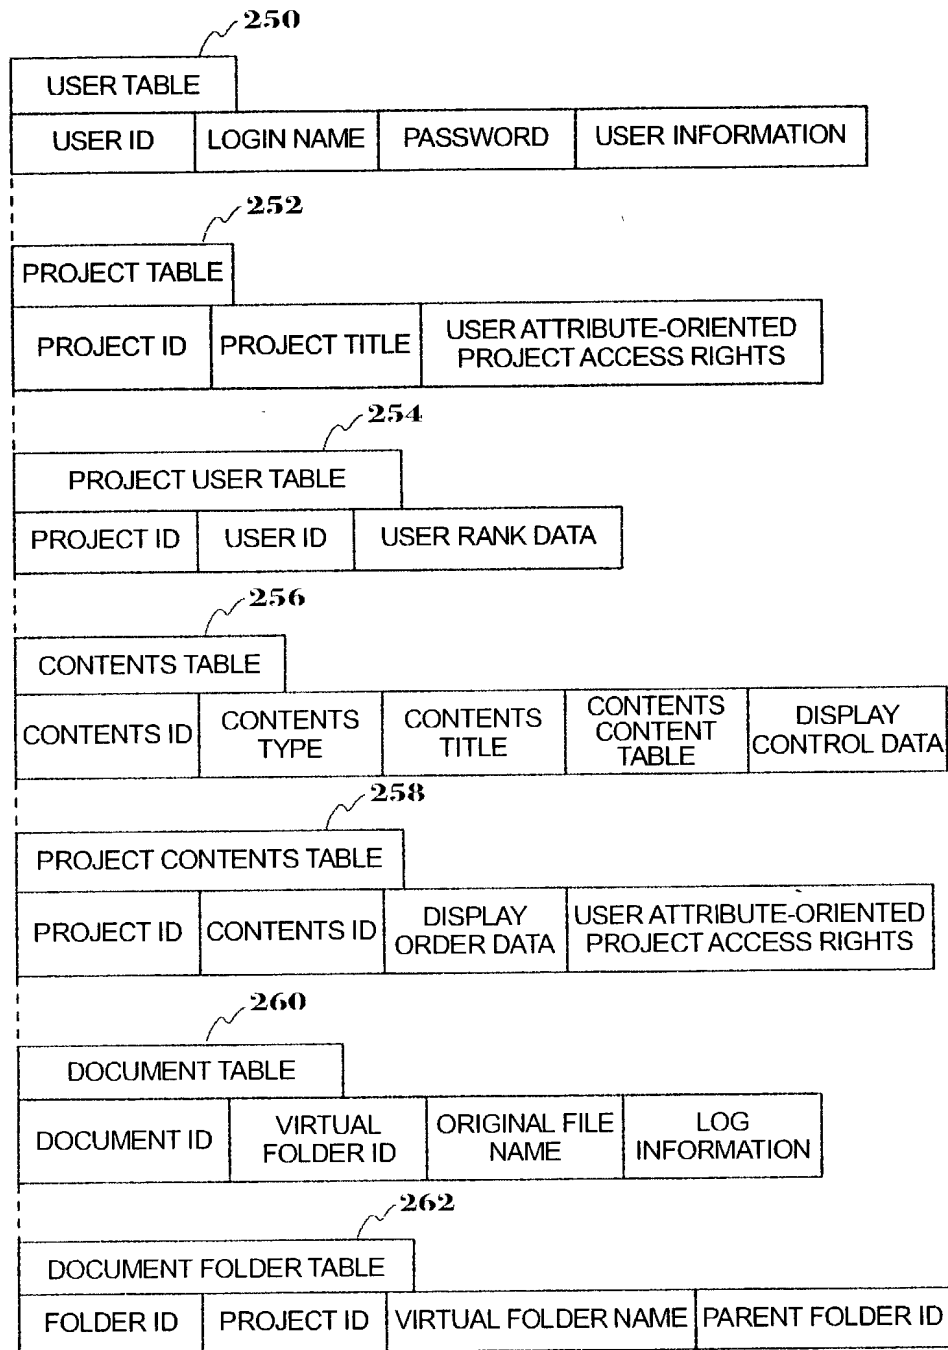 250
USER TABLE
USER ID LOGIN NAME PASSWORD USER INFORMATION
252
PROJECT TABLE
PROJECT ID PROJECT TITLE USER ATTRIBUTE-ORIENTED
PROJECT ACCESS RIGHTS
254
PROJECT USER TABLE
PROJECT ID USER ID USER RANK DATA
256
CONTENTS TABLE
CONTENTS ID CONTENTS
TYPE CONTENTS
TITLE CONTENTS
CONTENT
TABLE DISPLAY
CONTROL DATA
258
PROJECT CONTENTS TABLE
PROJECT ID CONTENTS ID DISPLAY
ORDER DATA USER ATTRIBUTE-ORIENTED
PROJECT ACCESS RIGHTS
260
DOCUMENT TABLE
DOCUMENT ID VIRTUAL
FOLDER ID ORIGINAL FILE
NAME LOG
INFORMATION
262
DOCUMENT FOLDER TABLE
FOLDER ID PROJECT ID VIRTUAL FOLDER NAME PARENT FOLDER ID